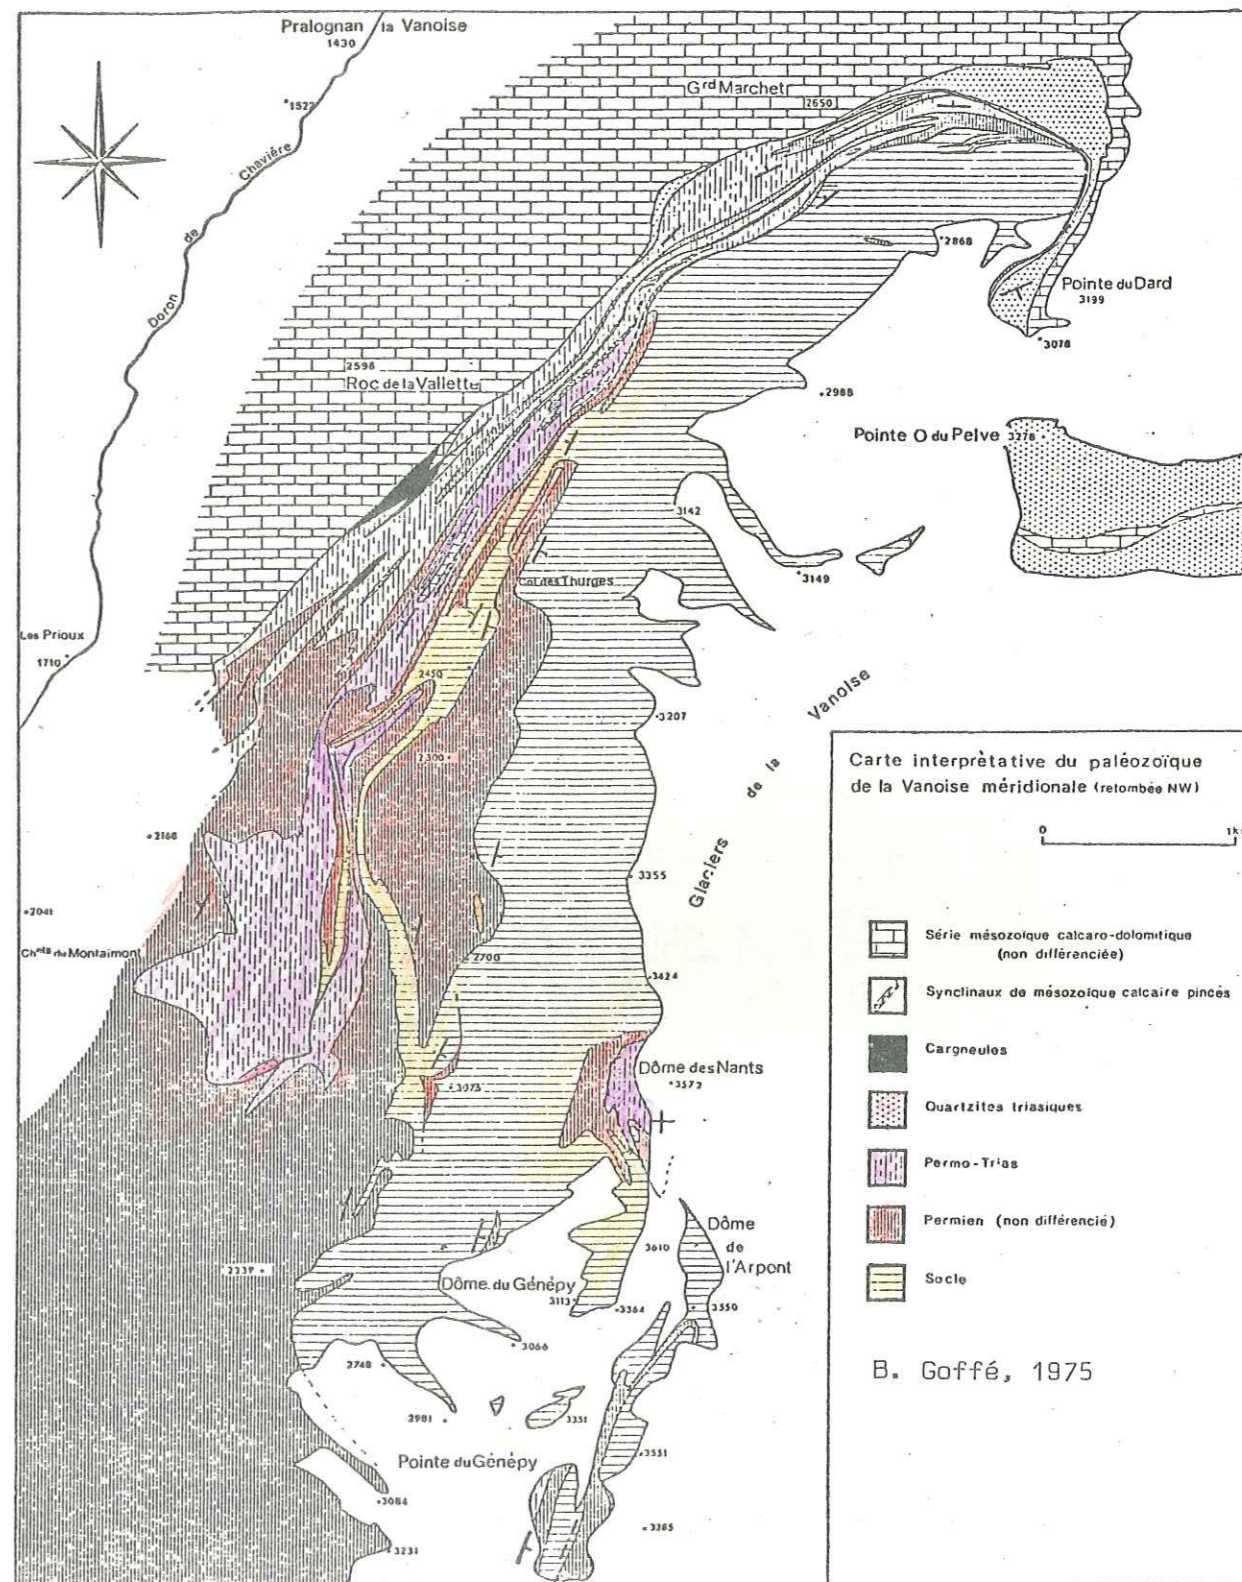 Pralognan la Vanoise
1430
1522
Grd Marchet
2650
Chavière
de
Doron
2868
Pointe du Dard
3199
3078
2598
Roc de la Vallette
2988
Pointe O du Pelve 3278
3142
Col des Thurges
3149
Les Prioux
1710
2450
3207
Vanoise
de la
Glaciers
2300
2168
3355
2041
Chets du Montaimont
2700
3424
Dôme des Nants
3572
3610
Dôme
de
l'Arpont
2239
Dôme du Génépy
3113
3364
3550
3066
2748
2981
3351
Pointe du Génépy
3531
3084
3285
3231
Carte interprètative du paléozoïque
de la Vanoise méridionale (retombée NW)
0
Série mésozoïque calcaro-dolomitique
(non différenciée)
Synclinaux de mésozoïque calcaire pincés
Cargneules
Quartzites triasiques
Permo-Trias
Permien (non différencié)
Socle
B. Goffé, 1975